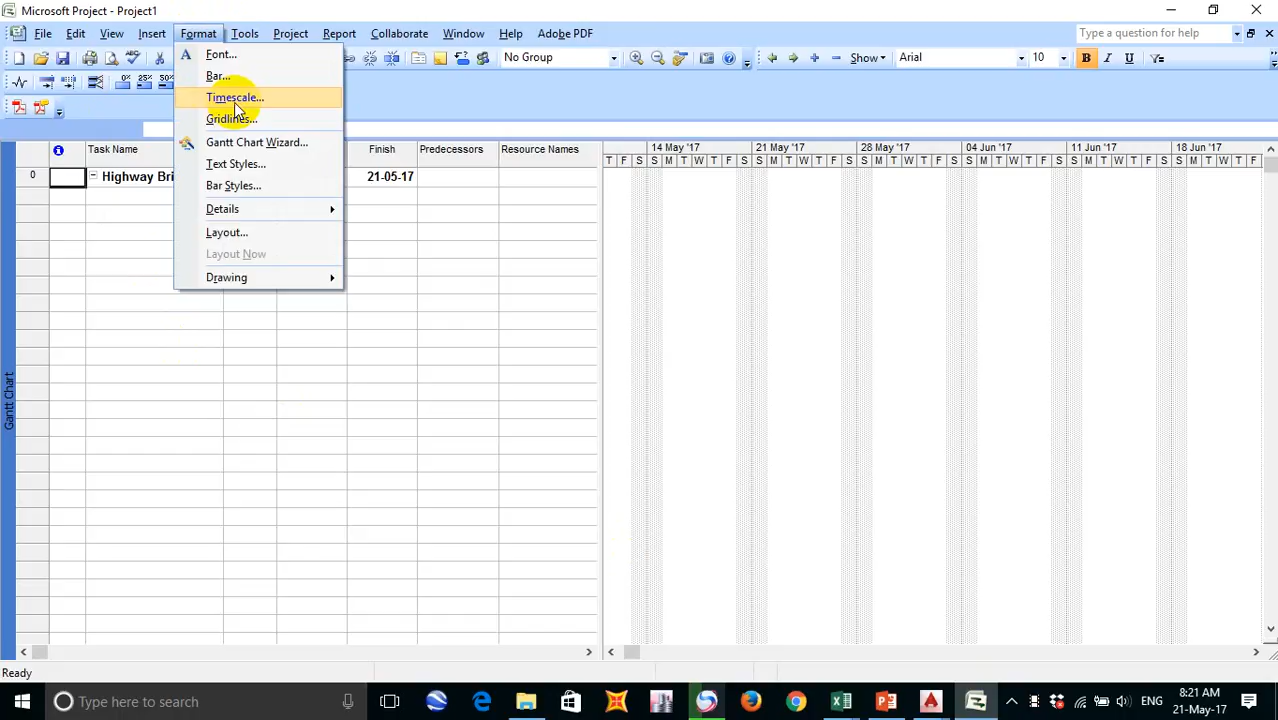 Microsoft Project - Project1
File Edit View Insert Format Tools Project Report Collaborate Window Help Adobe PDF
Type a question for help
No Group
Show
Arial
10
B I U
0% 25% 50%
Font...
Bar...
Timescale...
Gridlines...
Gantt Chart Wizard...
Text Styles...
Bar Styles...
Details
Layout...
Layout Now
Drawing
Task Name Finish Predecessors Resource Names
14 May '17 21 May '17 28 May '17 04 Jun '17 11 Jun '17 18 Jun '17
T F S S M T W T F S S M T W T F S S M T W T F S S M T W T F S S M T W T F S S M T W T F
0 Highway Bri 21-05-17
Gantt Chart
Ready
Type here to search
ENG
8:21 AM
21-May-17